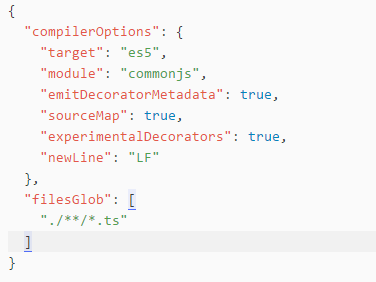 {
"compilerOptions": {
"target": "es5",
"module": "commonjs",
"emitDecoratorMetadata": true,
"sourceMap": true,
"experimentalDecorators": true,
"newLine": "LF"
},
"filesGlob": [
"./**/*.ts"
]
}